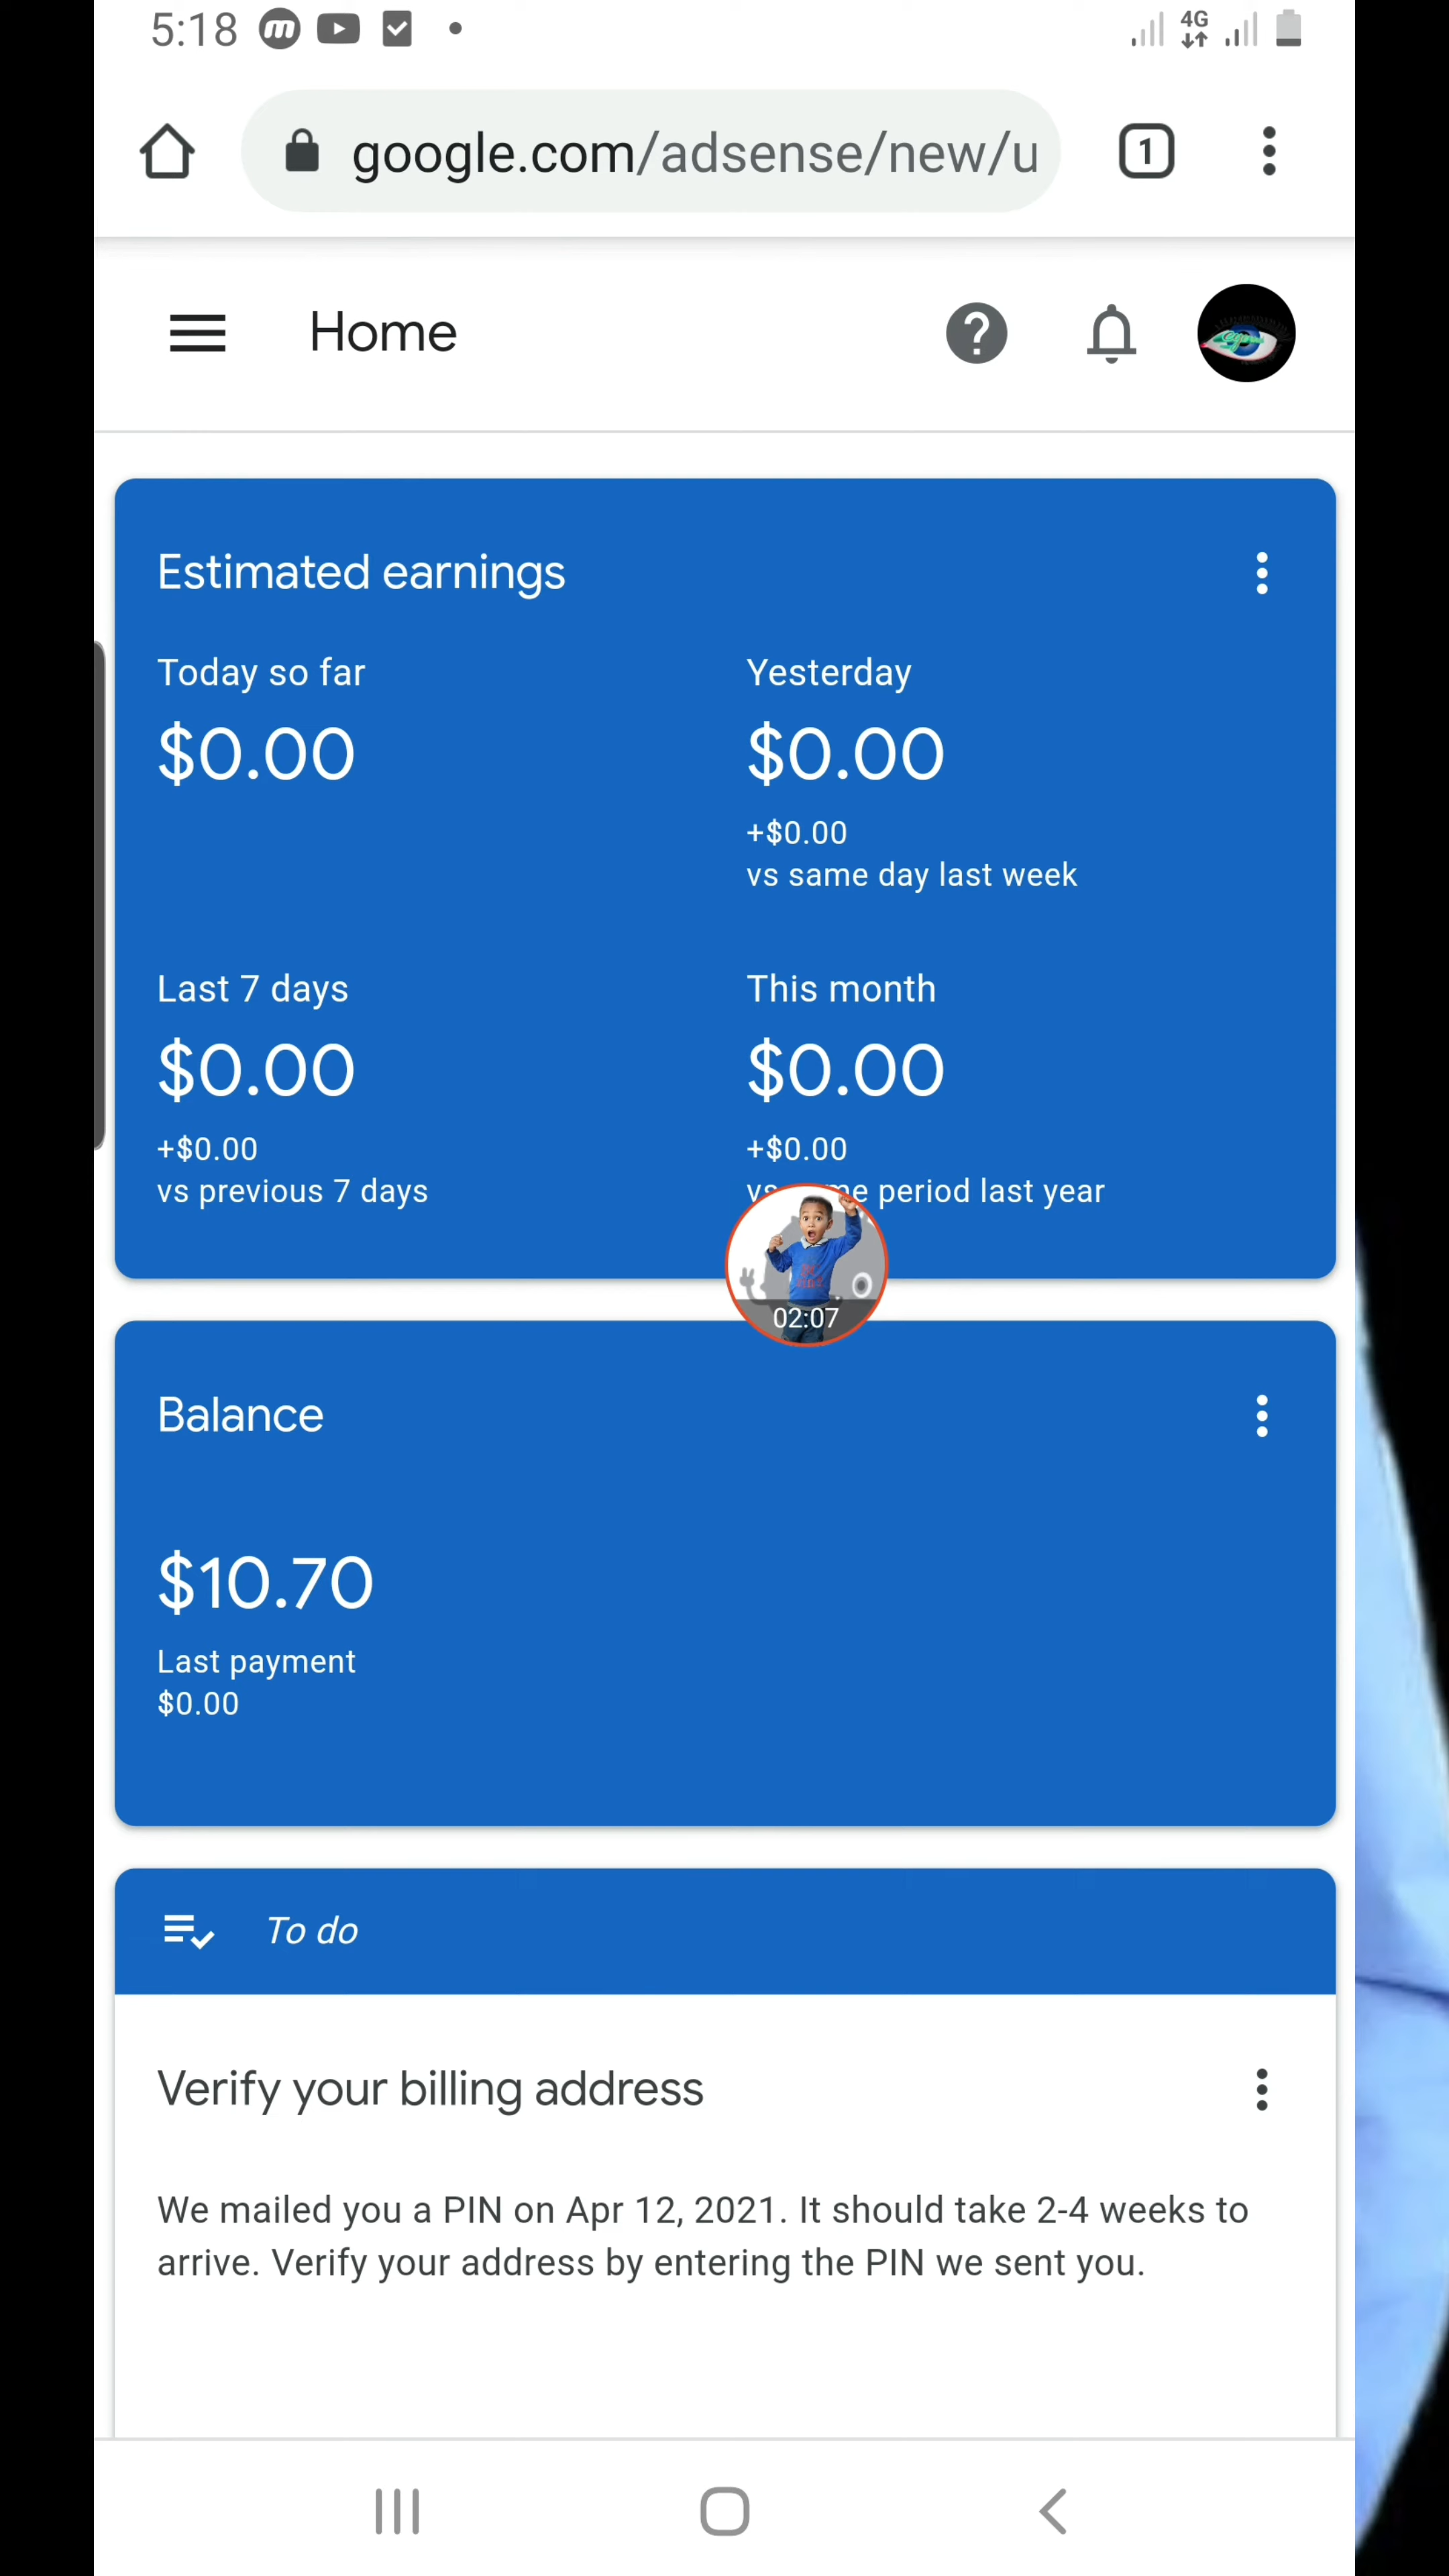 5:18
4G
google.com/adsense/new/u
1
Home
Estimated earnings
Today so far
Yesterday
$0.00
$0.00
+$0.00
vs same day last week
Last 7 days
This month
$0.00
$0.00
+$0.00
+$0.00
vs previous 7 days
period last year
02:07
Balance
$10.70
Last payment
$0.00
To do
Verify your billing address
We mailed you a PIN on Apr 12, 2021. It should take 2-4 weeks to
arrive. Verify your address by entering the PIN we sent you.